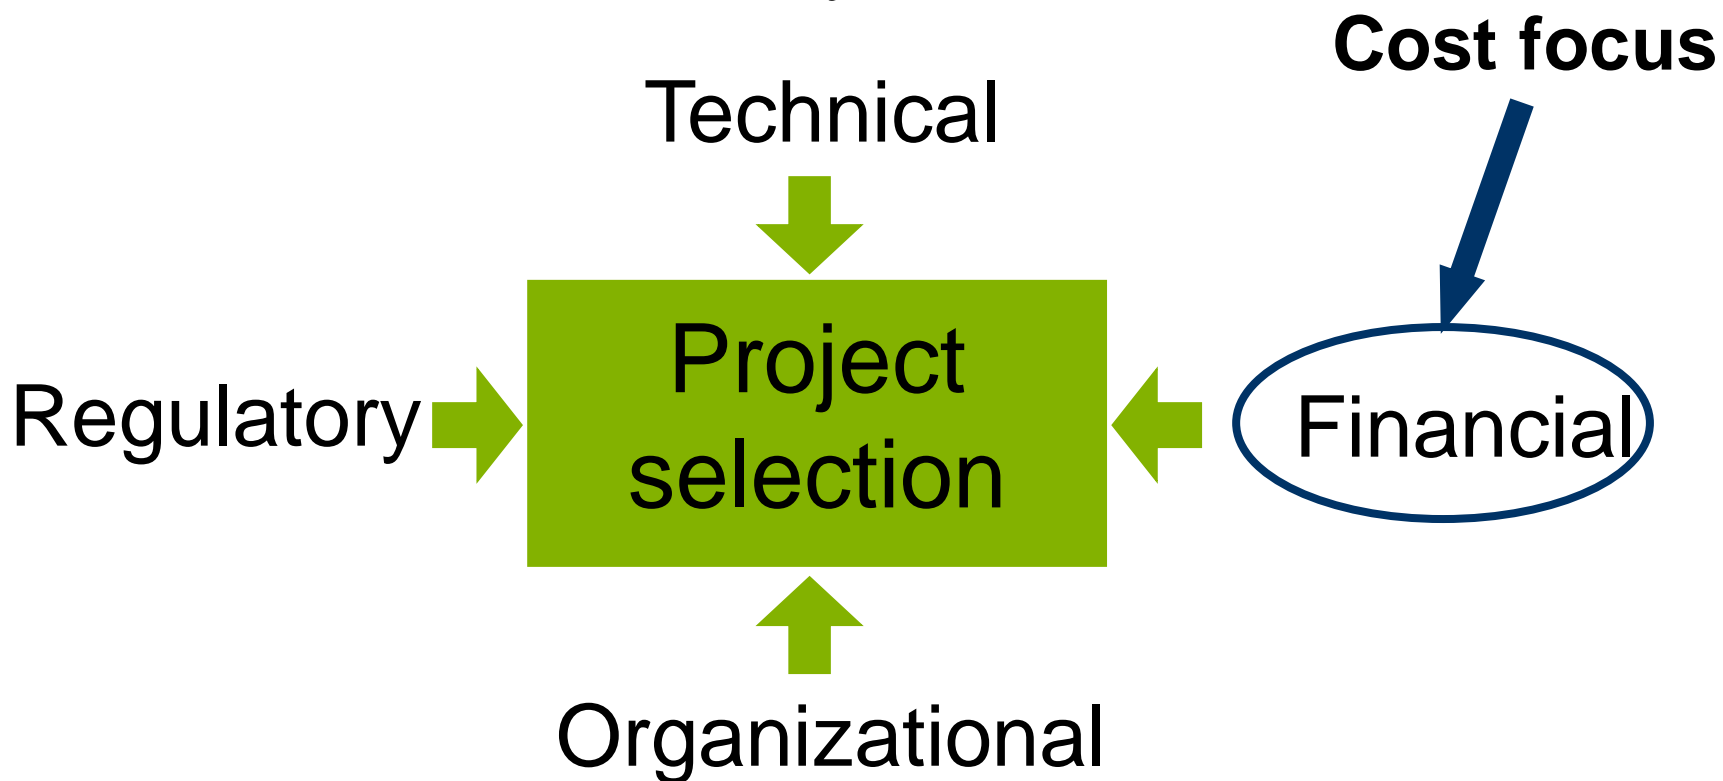 Cost focus
Technical
Project
selection
Regulatory
Financial
Organizational